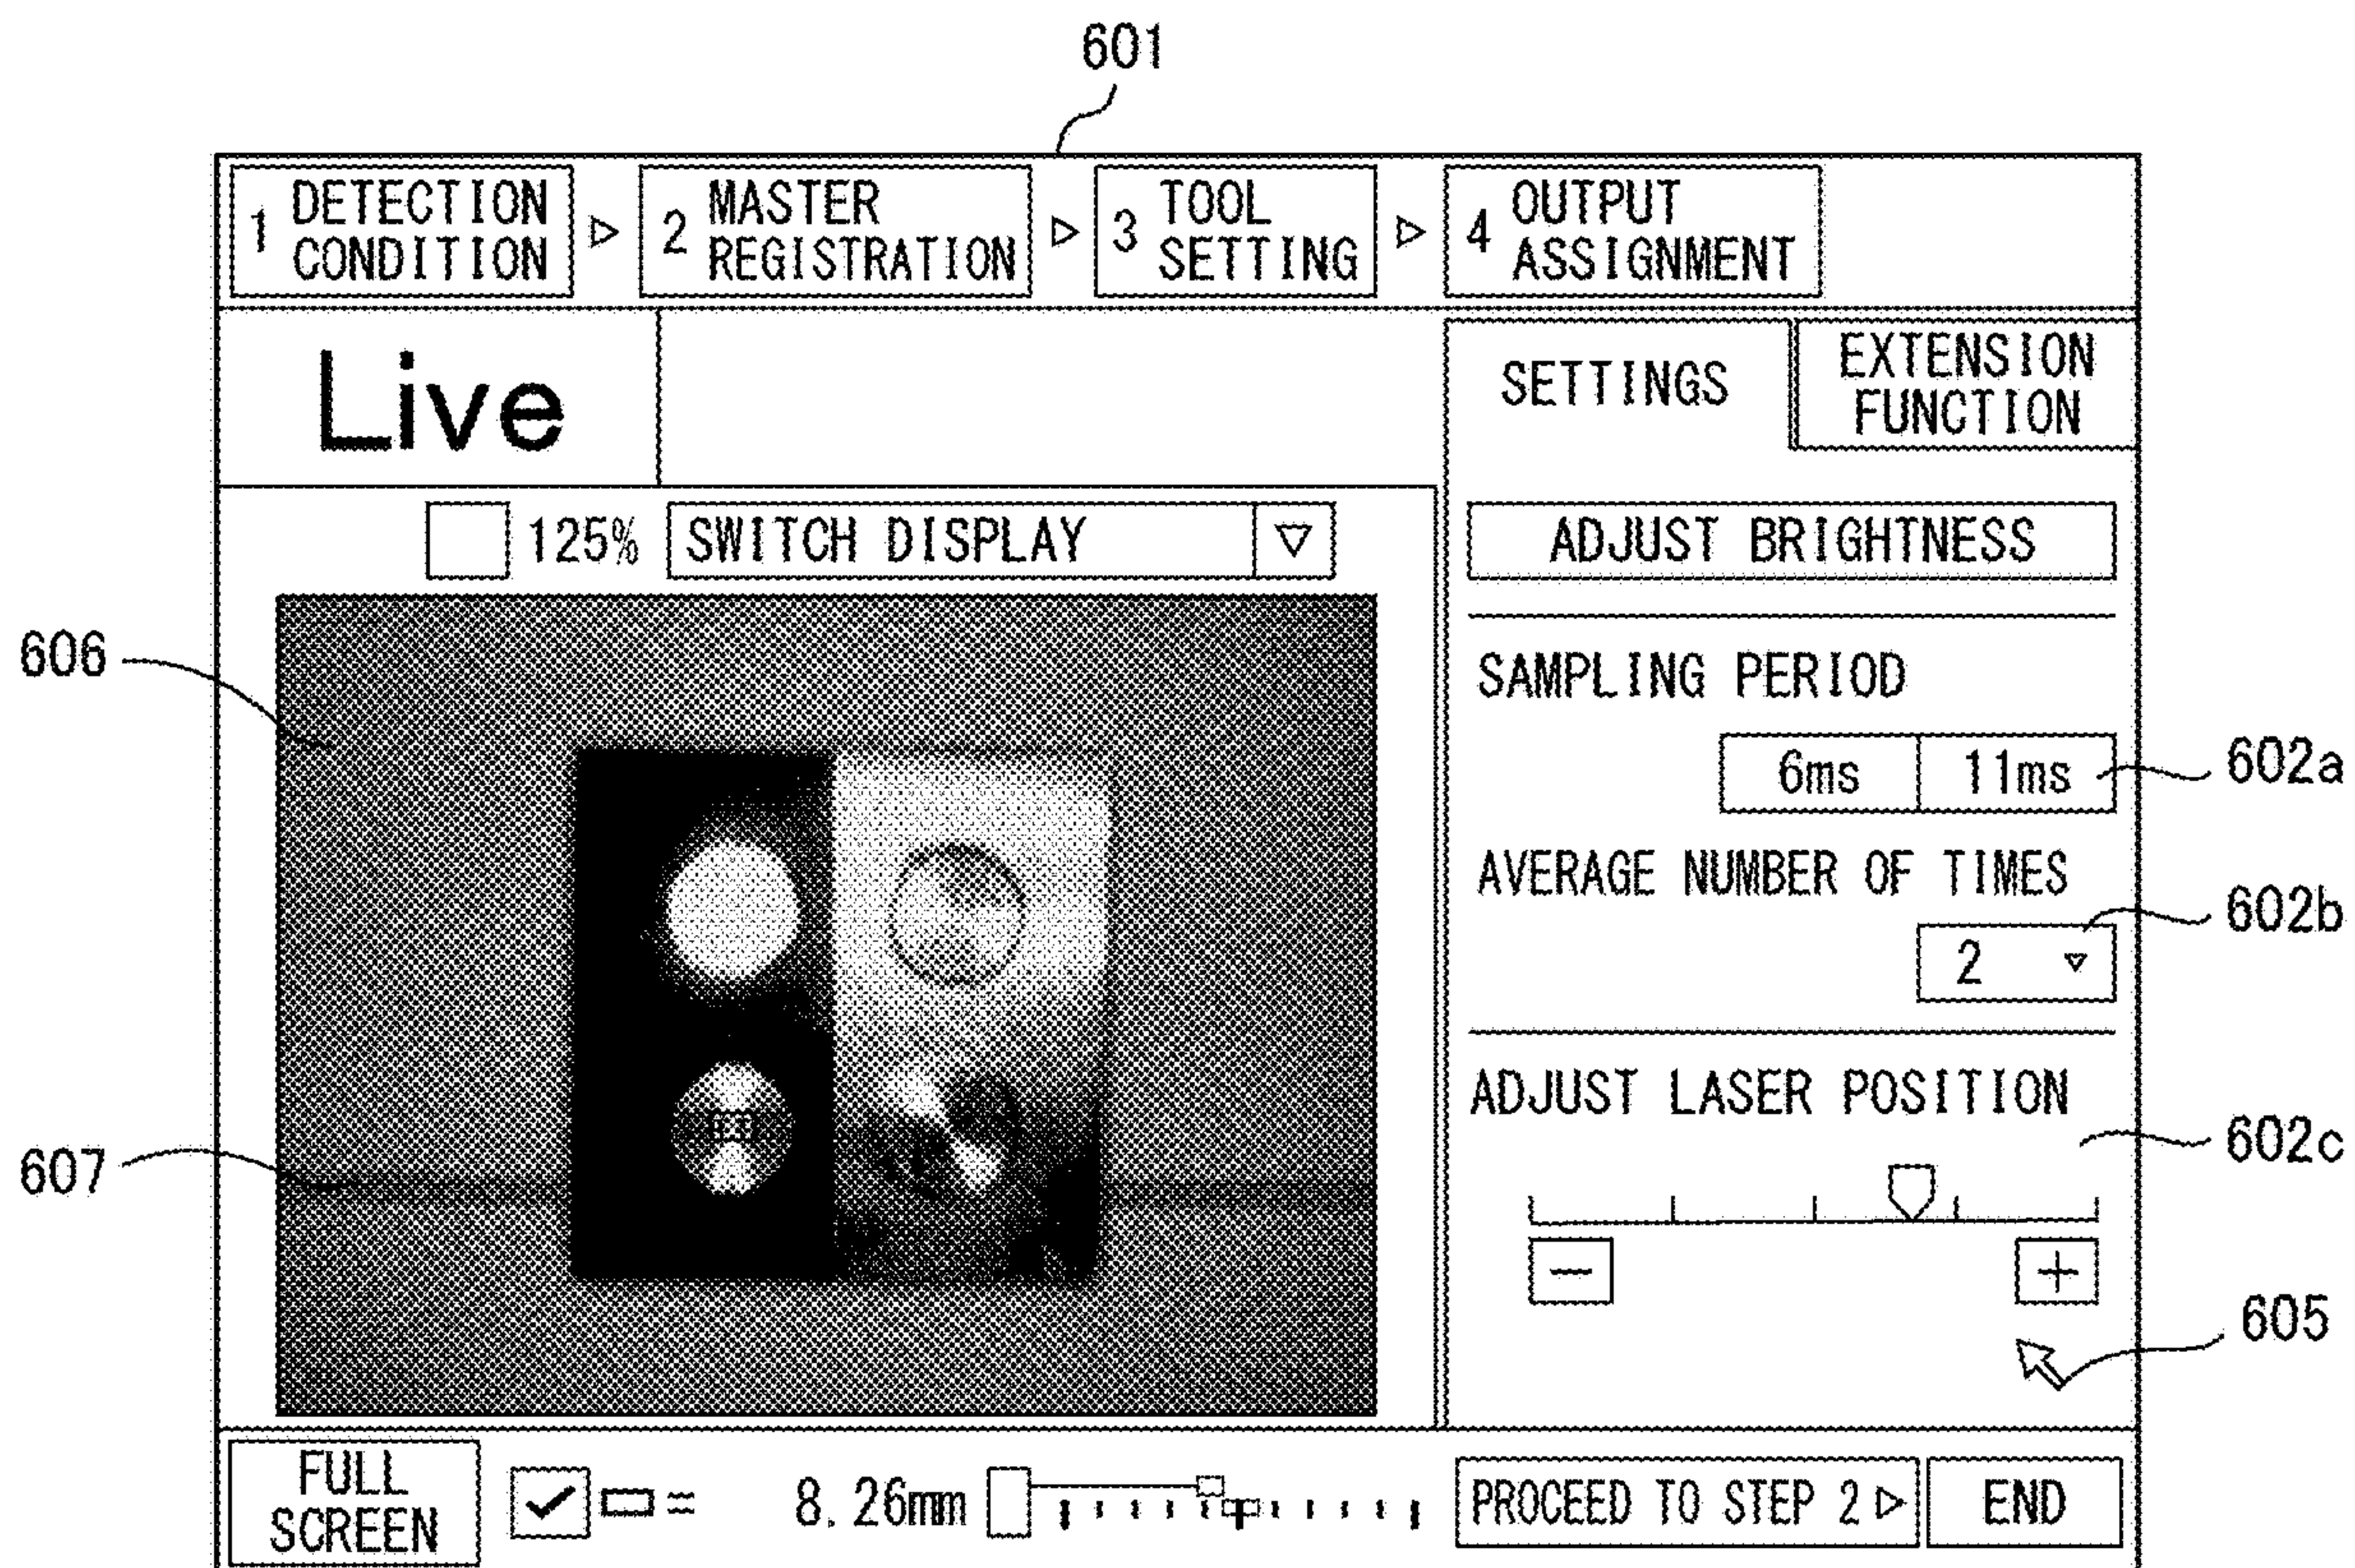 601
1 DETECTION CONDITION
2 MASTER REGISTRATION
3 TOOL SETTING
4 OUTPUT ASSIGNMENT
Live
SETTINGS
EXTENSION FUNCTION
125%
SWITCH DISPLAY
ADJUST BRIGHTNESS
606
SAMPLING PERIOD
6ms
11ms
602a
AVERAGE NUMBER OF TIMES
2
602b
ADJUST LASER POSITION
602c
607
−
+
605
FULL
SCREEN
=
8.26mm
PROCEED TO STEP 2
END